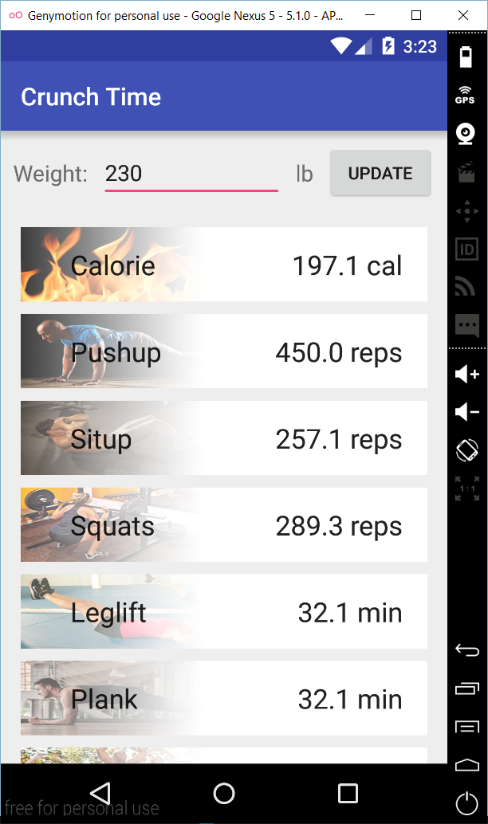 Genymotion for personal use - Google Nexus 5 - 5.1.0 - AP...
3:23
Crunch Time
Weight: 230 lb UPDATE
Calorie 197.1 cal
Pushup 450.0 reps
Situp 257.1 reps
Squats 289.3 reps
Leglift 32.1 min
Plank 32.1 min
GPS
ID
1:1
free for personal use